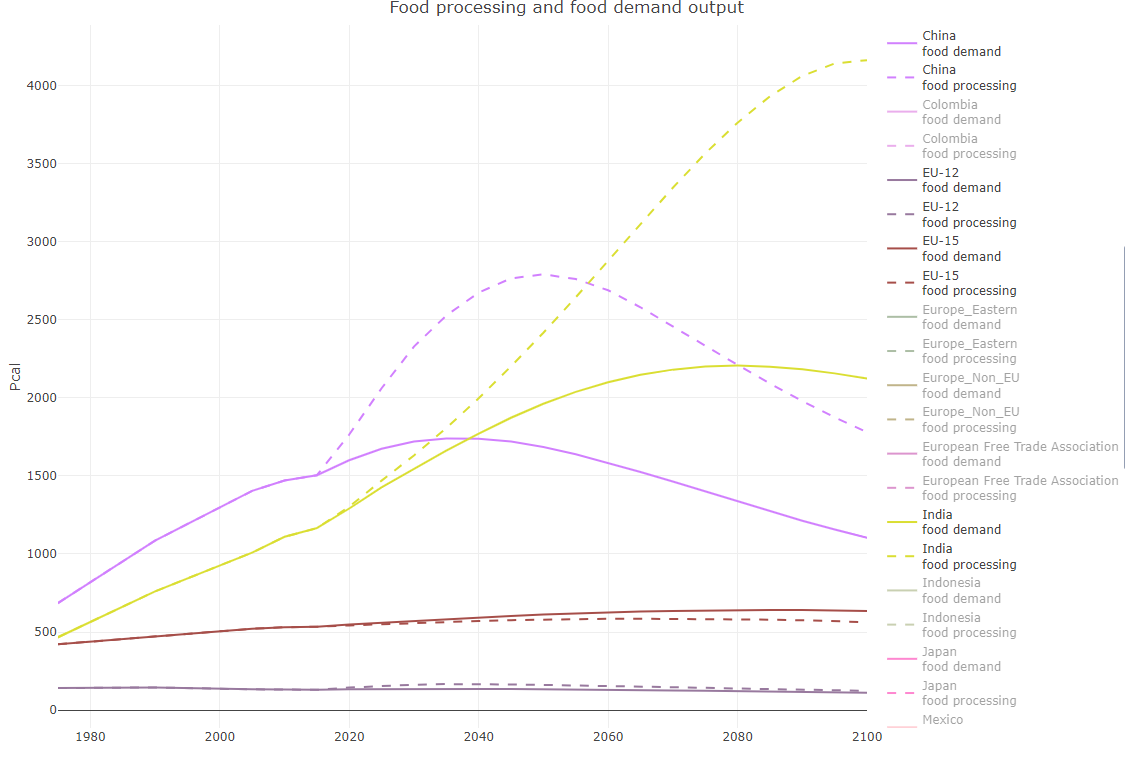 Food processing and food demand output
Pcal
4000
3500
3000
2500
2000
1500
1000
500
0
1980
2000
2020
2040
2060
2080
2100
China
food demand
China
food processing
Colombia
food demand
Colombia
food processing
EU-12
food demand
EU-12
food processing
EU-15
food demand
EU-15
food processing
Europe_Eastern
food demand
Europe_Eastern
food processing
Europe_Non_EU
food demand
Europe_Non_EU
food processing
European Free Trade Association
food demand
European Free Trade Association
food processing
India
food demand
India
food processing
Indonesia
food demand
Indonesia
food processing
Japan
food demand
Japan
food processing
Mexico